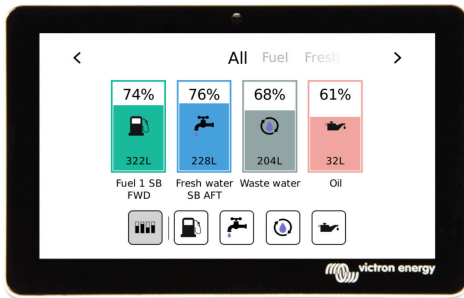 All Fuel Fresh
74% 76% 68% 61%
322L 228L 204L 32L
Fuel 1 SB Fresh water Waste water Oil
FWD SB AFT
victron energy